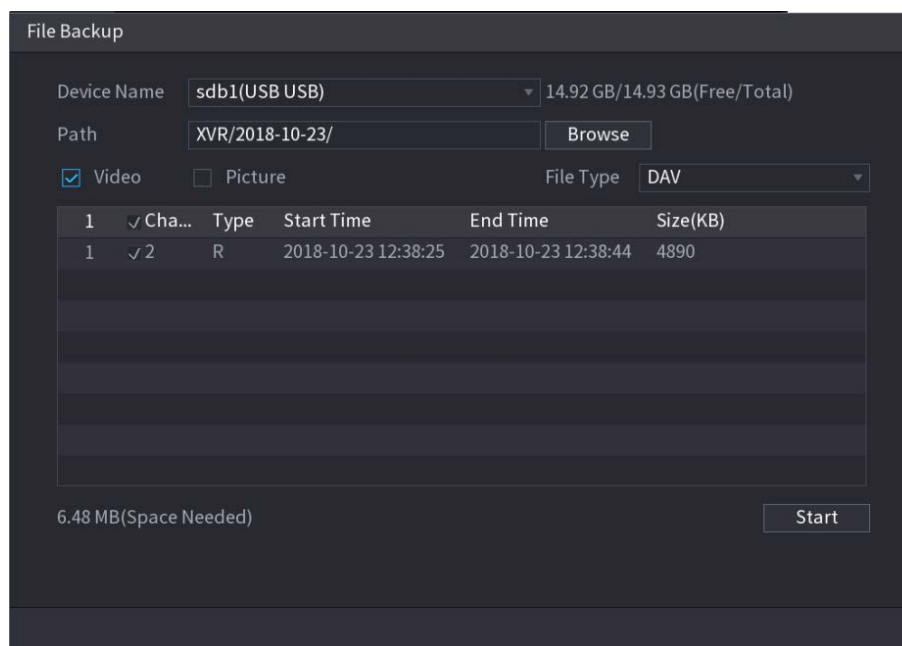 File Backup
Device Name sdb1(USB USB) 14.92 GB/14.93 GB(Free/Total)
Path XVR/2018-10-23/ Browse
Video Picture File Type DAV
1 Cha... Type Start Time End Time Size(KB)
1 2 R 2018-10-23 12:38:25 2018-10-23 12:38:44 4890
6.48 MB(Space Needed) Start